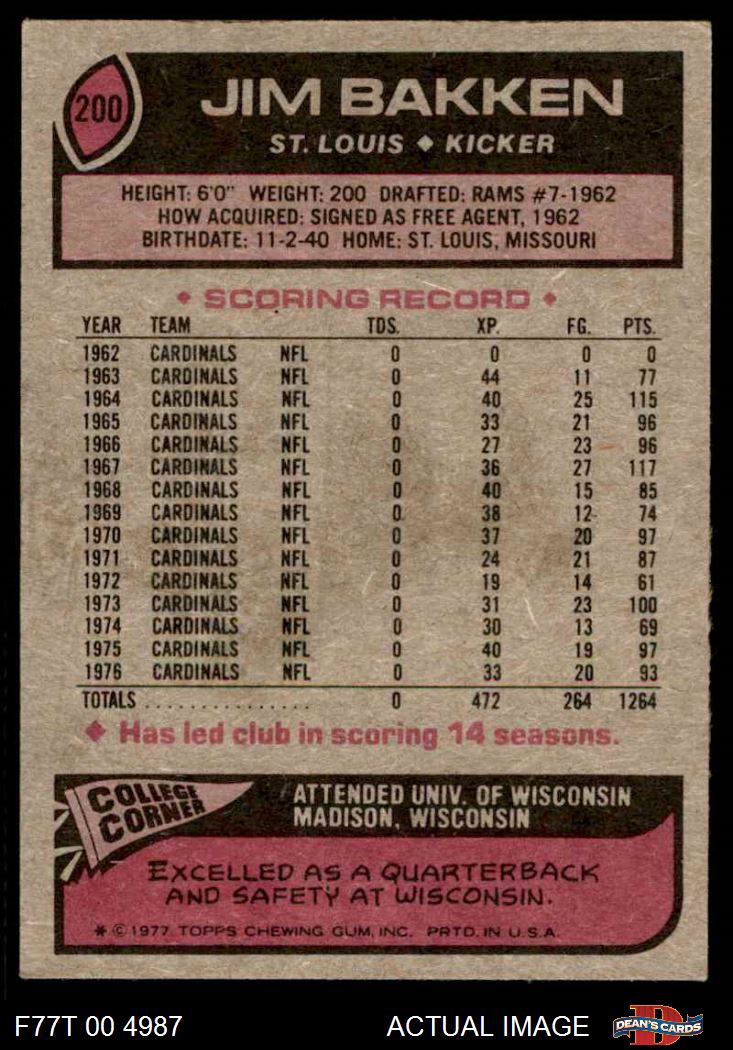 200
JIM BAKKEN
ST. LOUIS ♦ KICKER
HEIGHT: 6'0" WEIGHT: 200 DRAFTED: RAMS #7-1962
HOW ACQUIRED: SIGNED AS FREE AGENT, 1962
BIRTHDATE: 11-2-40 HOME: ST. LOUIS, MISSOURI
♦ SCORING RECORD ♦
YEAR TEAM TDS. XP. FG. PTS.
1962 CARDINALS NFL 0 0 0 0
1963 CARDINALS NFL 0 44 11 77
1964 CARDINALS NFL 0 40 25 115
1965 CARDINALS NFL 0 33 21 96
1966 CARDINALS NFL 0 27 23 96
1967 CARDINALS NFL 0 36 27 117
1968 CARDINALS NFL 0 40 15 85
1969 CARDINALS NFL 0 38 12 74
1970 CARDINALS NFL 0 37 20 97
1971 CARDINALS NFL 0 24 21 87
1972 CARDINALS NFL 0 19 14 61
1973 CARDINALS NFL 0 31 23 100
1974 CARDINALS NFL 0 30 13 69
1975 CARDINALS NFL 0 40 19 97
1976 CARDINALS NFL 0 33 20 93
TOTALS . . . . . . . . . . . . . . . 0 472 264 1264
♦ Has led club in scoring 14 seasons.
COLLEGE
CORNER
ATTENDED UNIV. OF WISCONSIN
MADISON, WISCONSIN
EXCELLED AS A QUARTERBACK
AND SAFETY AT WISCONSIN.
* © 1977 TOPPS CHEWING GUM, INC. PRTD. IN U.S.A.
F77T 00 4987 ACTUAL IMAGE
D
DEAN'S CARDS